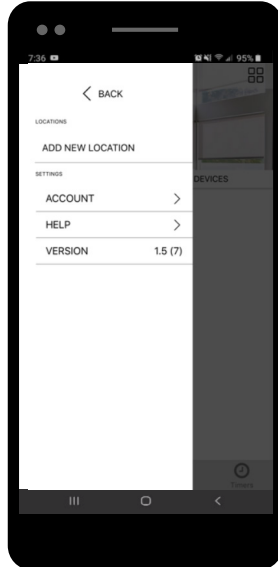 7:36 95%
BACK
LOCATIONS
ADD NEW LOCATION
SETTINGS
DEVICES
ACCOUNT
HELP
VERSION 1.5 (7)
Timers